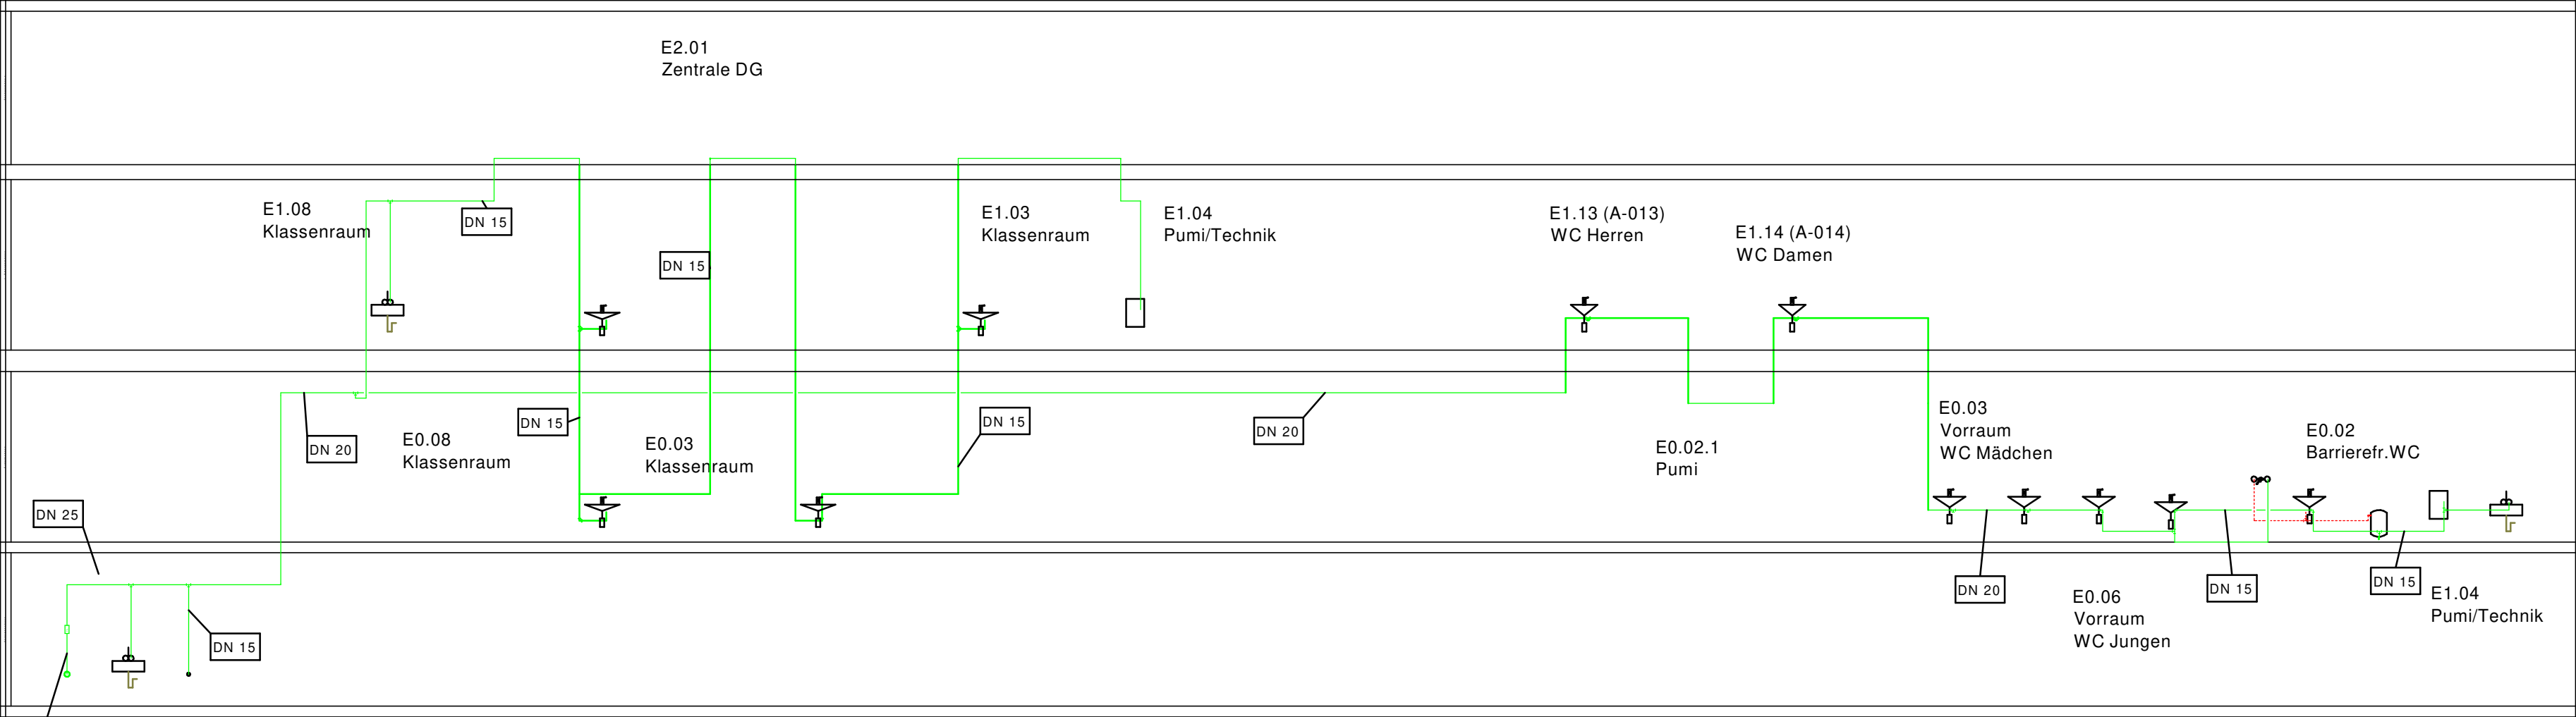 E2.01
Zentrale DG
E1.08
Klassenraum
DN 15
DN 15
E1.03
Klassenraum
E1.04
Pumi/Technik
E1.13 (A-013)
WC Herren
E1.14 (A-014)
WC Damen
DN 20
E0.08
Klassenraum
DN 15
E0.03
Klassenraum
DN 15
DN 20
E0.02.1
Pumi
E0.03
Vorraum
WC Mädchen
E0.02
Barrierefr.WC
DN 25
DN 15
DN 20
E0.06
Vorraum
WC Jungen
DN 15
DN 15
E1.04
Pumi/Technik